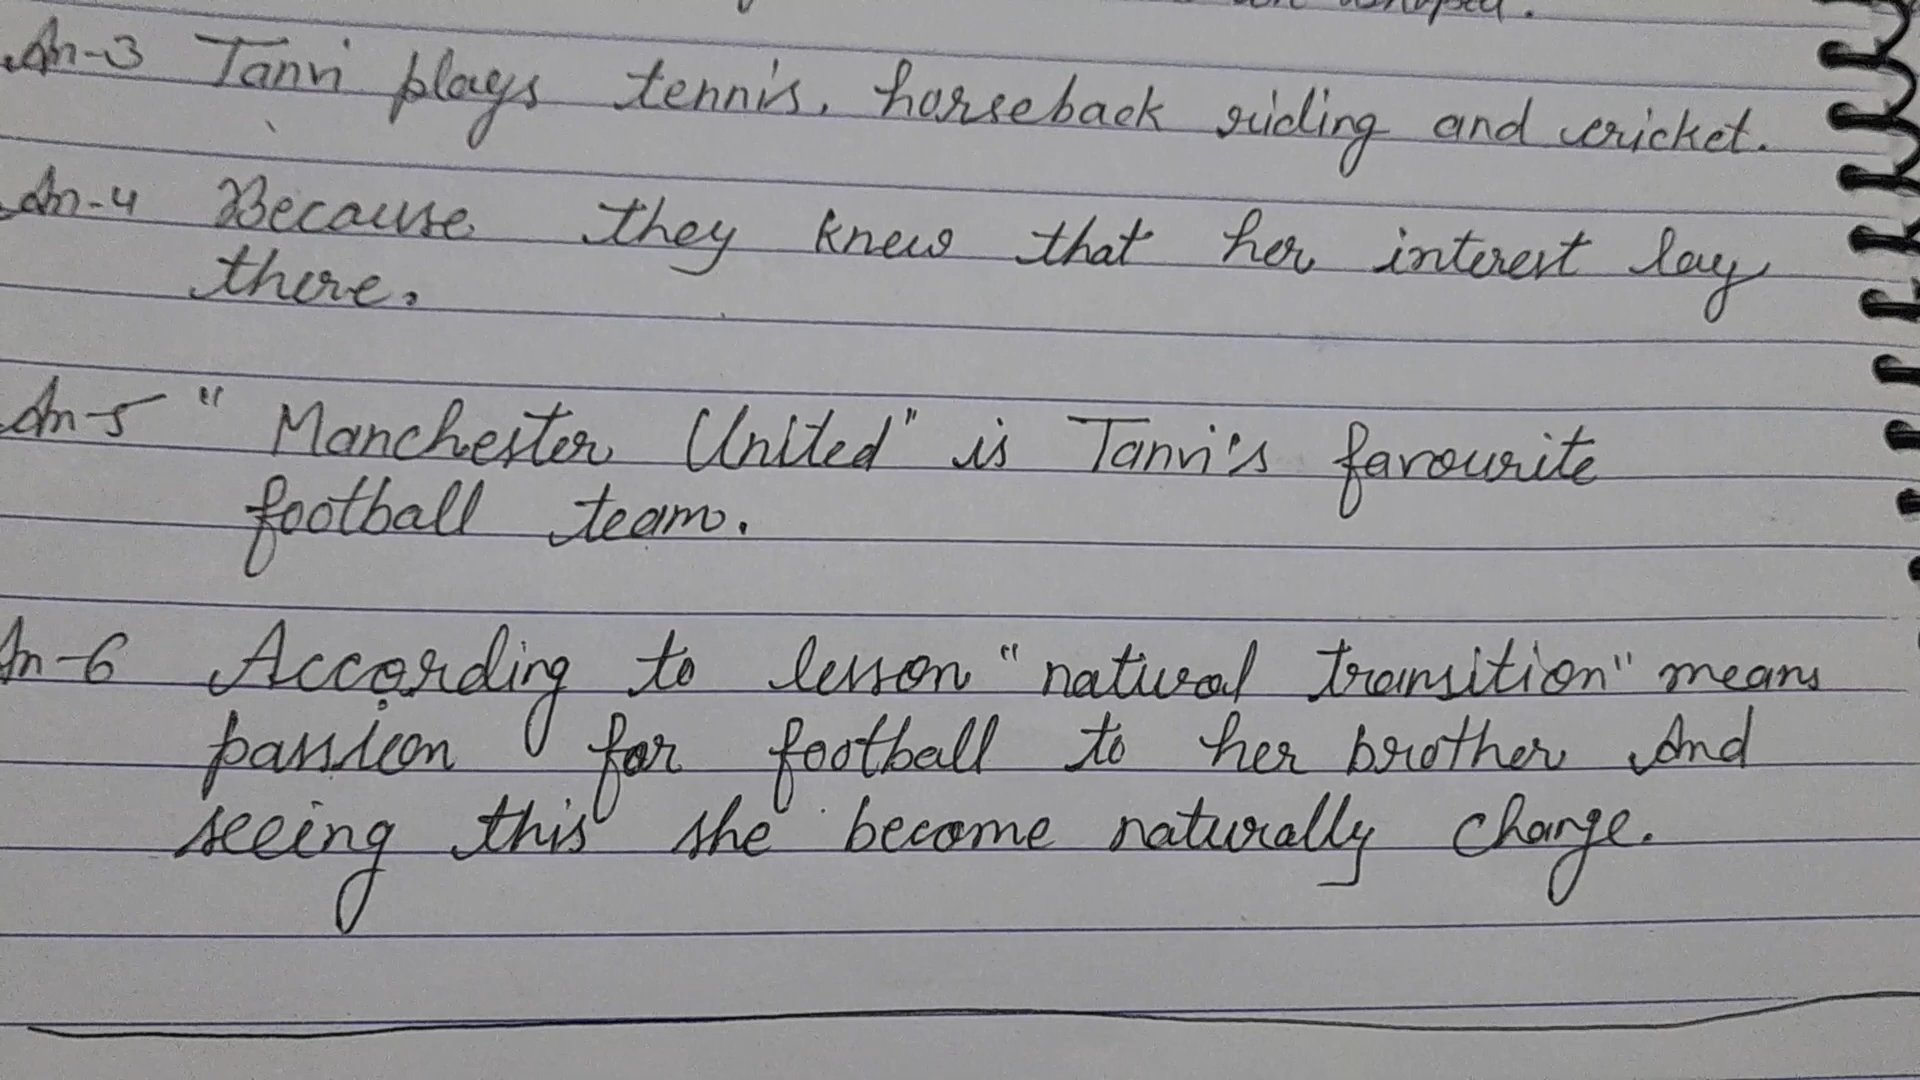 An-3 Tanvi plays tennis, horseback riding and cricket.
An-4 Because they knew that her interest lay
there.
An-5 "Manchester United" is Tanvi's favourite
football team.
An-6 According to lesson "natural transition" means
passion for football to her brother And
seeing this she become naturally change.